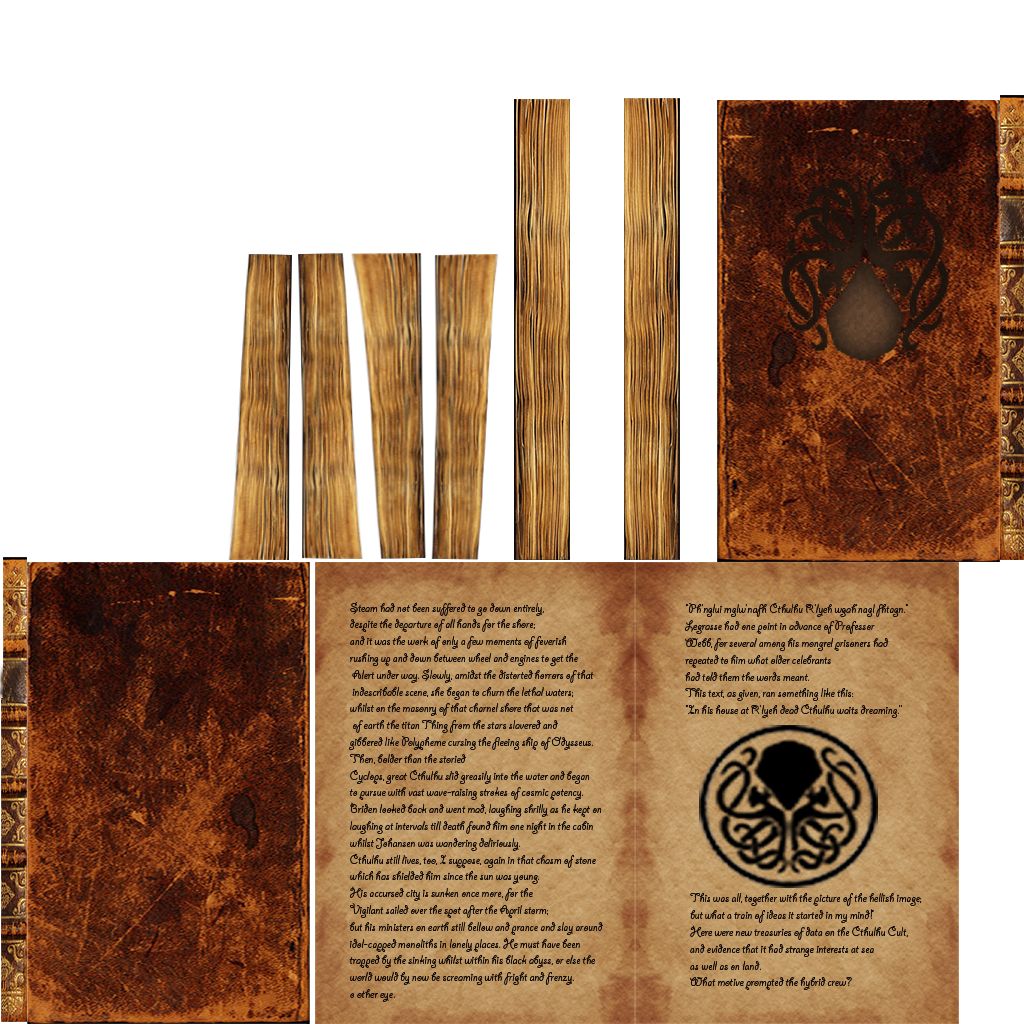 Steam had not been suffered to go down entirely,
despite the departure of all hands for the shore;
and it was the work of only a few moments of feverish
rushing up and down between wheel and engines to get the
Alert under way. Slowly, amidst the distorted horrors of that
indescribable scene, she began to churn the lethal waters;
whilst on the masonry of that charnel shore that was not
of earth the titan Thing from the stars slavered and
gibbered like Polypheme cursing the fleeing ship of Odysseus.
Then, bolder than the storied
Cyclops, great Cthulhu slid greasily into the water and began
to pursue with vast wave-raising strokes of cosmic potency.
Briden looked back and went mad, laughing shrilly as he kept on
laughing at intervals till death found him one night in the cabin
whilst Johansen was wandering deliriously.
Cthulhu still lives, too, I suppose, again in that chasm of stone
which has shielded him since the sun was young.
His accursed city is sunken once more, for the
Vigilant sailed over the spot after the April storm;
but his ministers on earth still bellow and prance and slay around
idol-capped monoliths in lonely places. He must have been
trapped by the sinking whilst within his black abyss, or else the
world would by now be screaming with fright and frenzy.
o other eye.
"Ph'nglui mglw'nafh Cthulhu R'lyeh wgah nagl fhtagn."
Legrasse had one point in advance of Professor
Webb, for several among his mongrel prisoners had
repeated to him what older celebrants
had told them the words meant.
This text, as given, ran something like this:
"In his house at R'lyeh dead Cthulhu waits dreaming."
This was all, together with the picture of the hellish image;
but what a train of ideas it started in my mind!
Here were new treasuries of data on the Cthulhu Cult,
and evidence that it had strange interests at sea
as well as on land.
What motive prompted the hybrid crew?